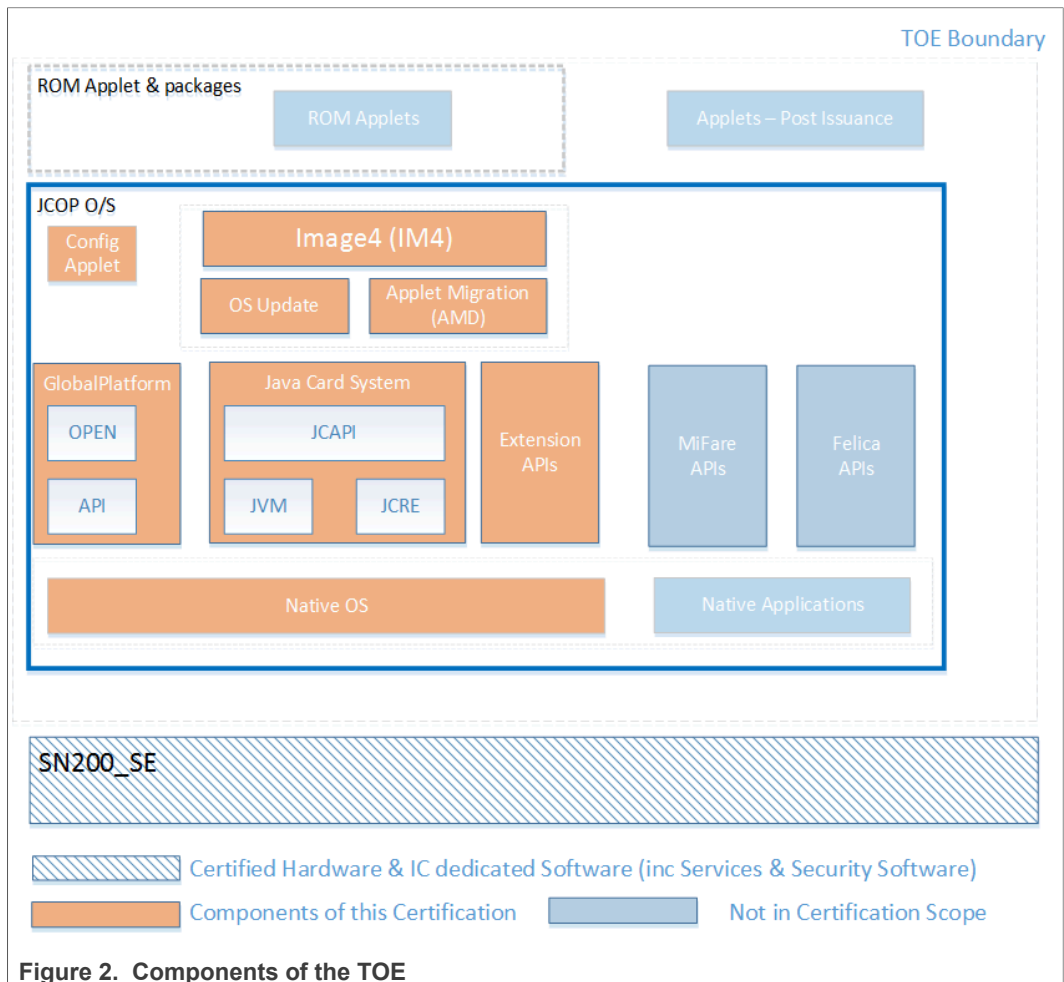 TOE Boundary
ROM Applet & packages
ROM Applets
Applets – Post Issuance
JCOP O/S
Config
Applet
Image4 (IM4)
OS Update
Applet Migration
(AMD)
GlobalPlatform
OPEN
API
Java Card System
JCAPI
JVM
JCRE
Extension
APIs
MiFare
APIs
Felica
APIs
Native OS
Native Applications
SN200_SE
Certified Hardware & IC dedicated Software (inc Services & Security Software)
Components of this Certification
Not in Certification Scope
Figure 2. Components of the TOE